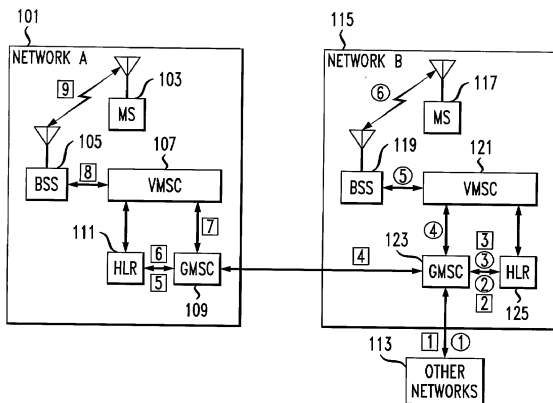 101
NETWORK A
9
103
MS
105
107
BSS
8
VMSC
7
111
HLR
6
5
GMSC
109
4
115
NETWORK B
6
117
MS
119
121
BSS
5
VMSC
4
123
GMSC
3
3
2
2
HLR
125
1
1
113
OTHER
NETWORKS